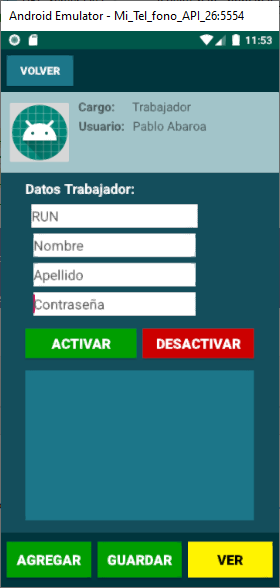 Android Emulator - Mi_Tel_fono_API_26:5554
11:53
VOLVER
Cargo: Trabajador
Usuario: Pablo Abaroa
Datos Trabajador:
RUN
Nombre
Apellido
Contraseña
ACTIVAR DESACTIVAR
AGREGAR GUARDAR VER